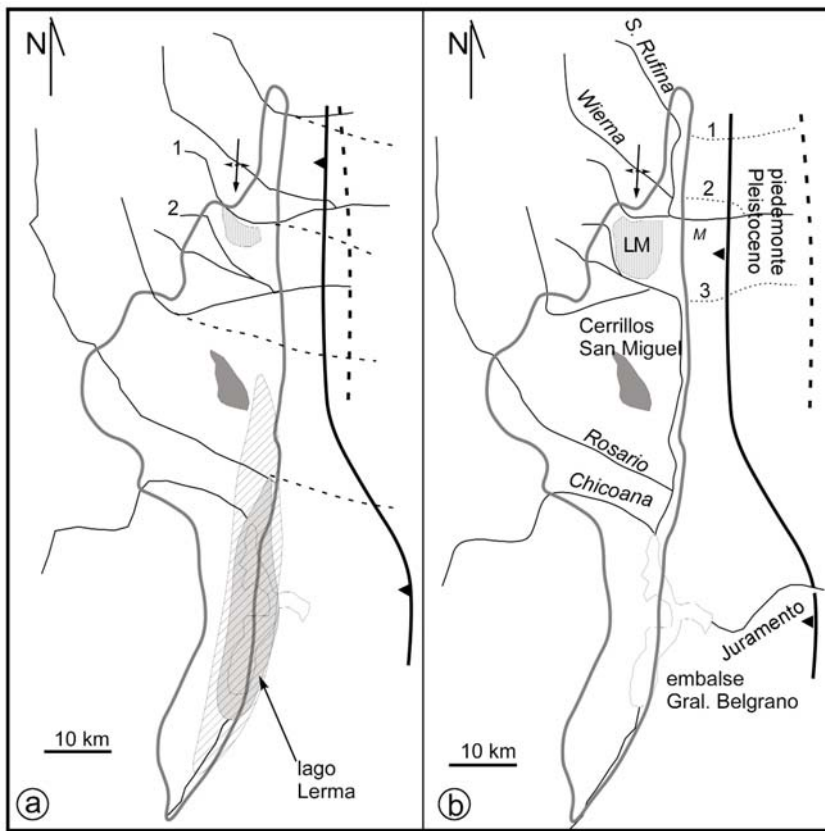 N
1
2
10 km
lago
Lerma
a
N
S. Rufina
Wierna
1
2
piedemonte
Pleistoceno
LM
M
3
Cerrillos
San Miguel
Rosario
Chicoana
Juramento
embalse
Gral. Belgrano
10 km
b